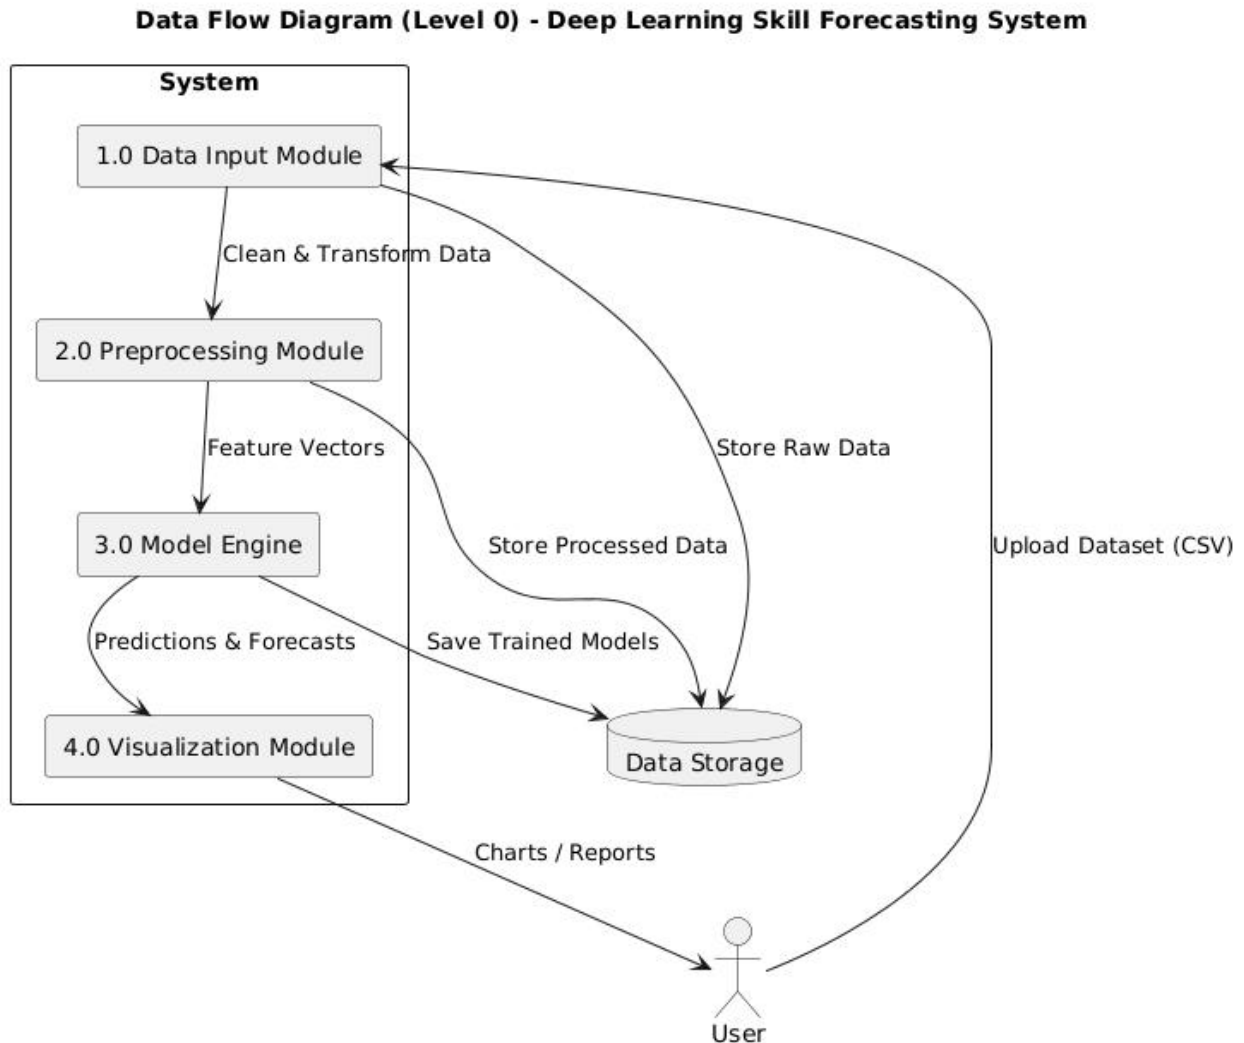 Data Flow Diagram (Level 0) - Deep Learning Skill Forecasting System
System
1.0 Data Input Module
Clean & Transform Data
2.0 Preprocessing Module
Feature Vectors
Store Raw Data
3.0 Model Engine
Store Processed Data
Upload Dataset (CSV)
Predictions & Forecasts
Save Trained Models
4.0 Visualization Module
Data Storage
Charts / Reports
User